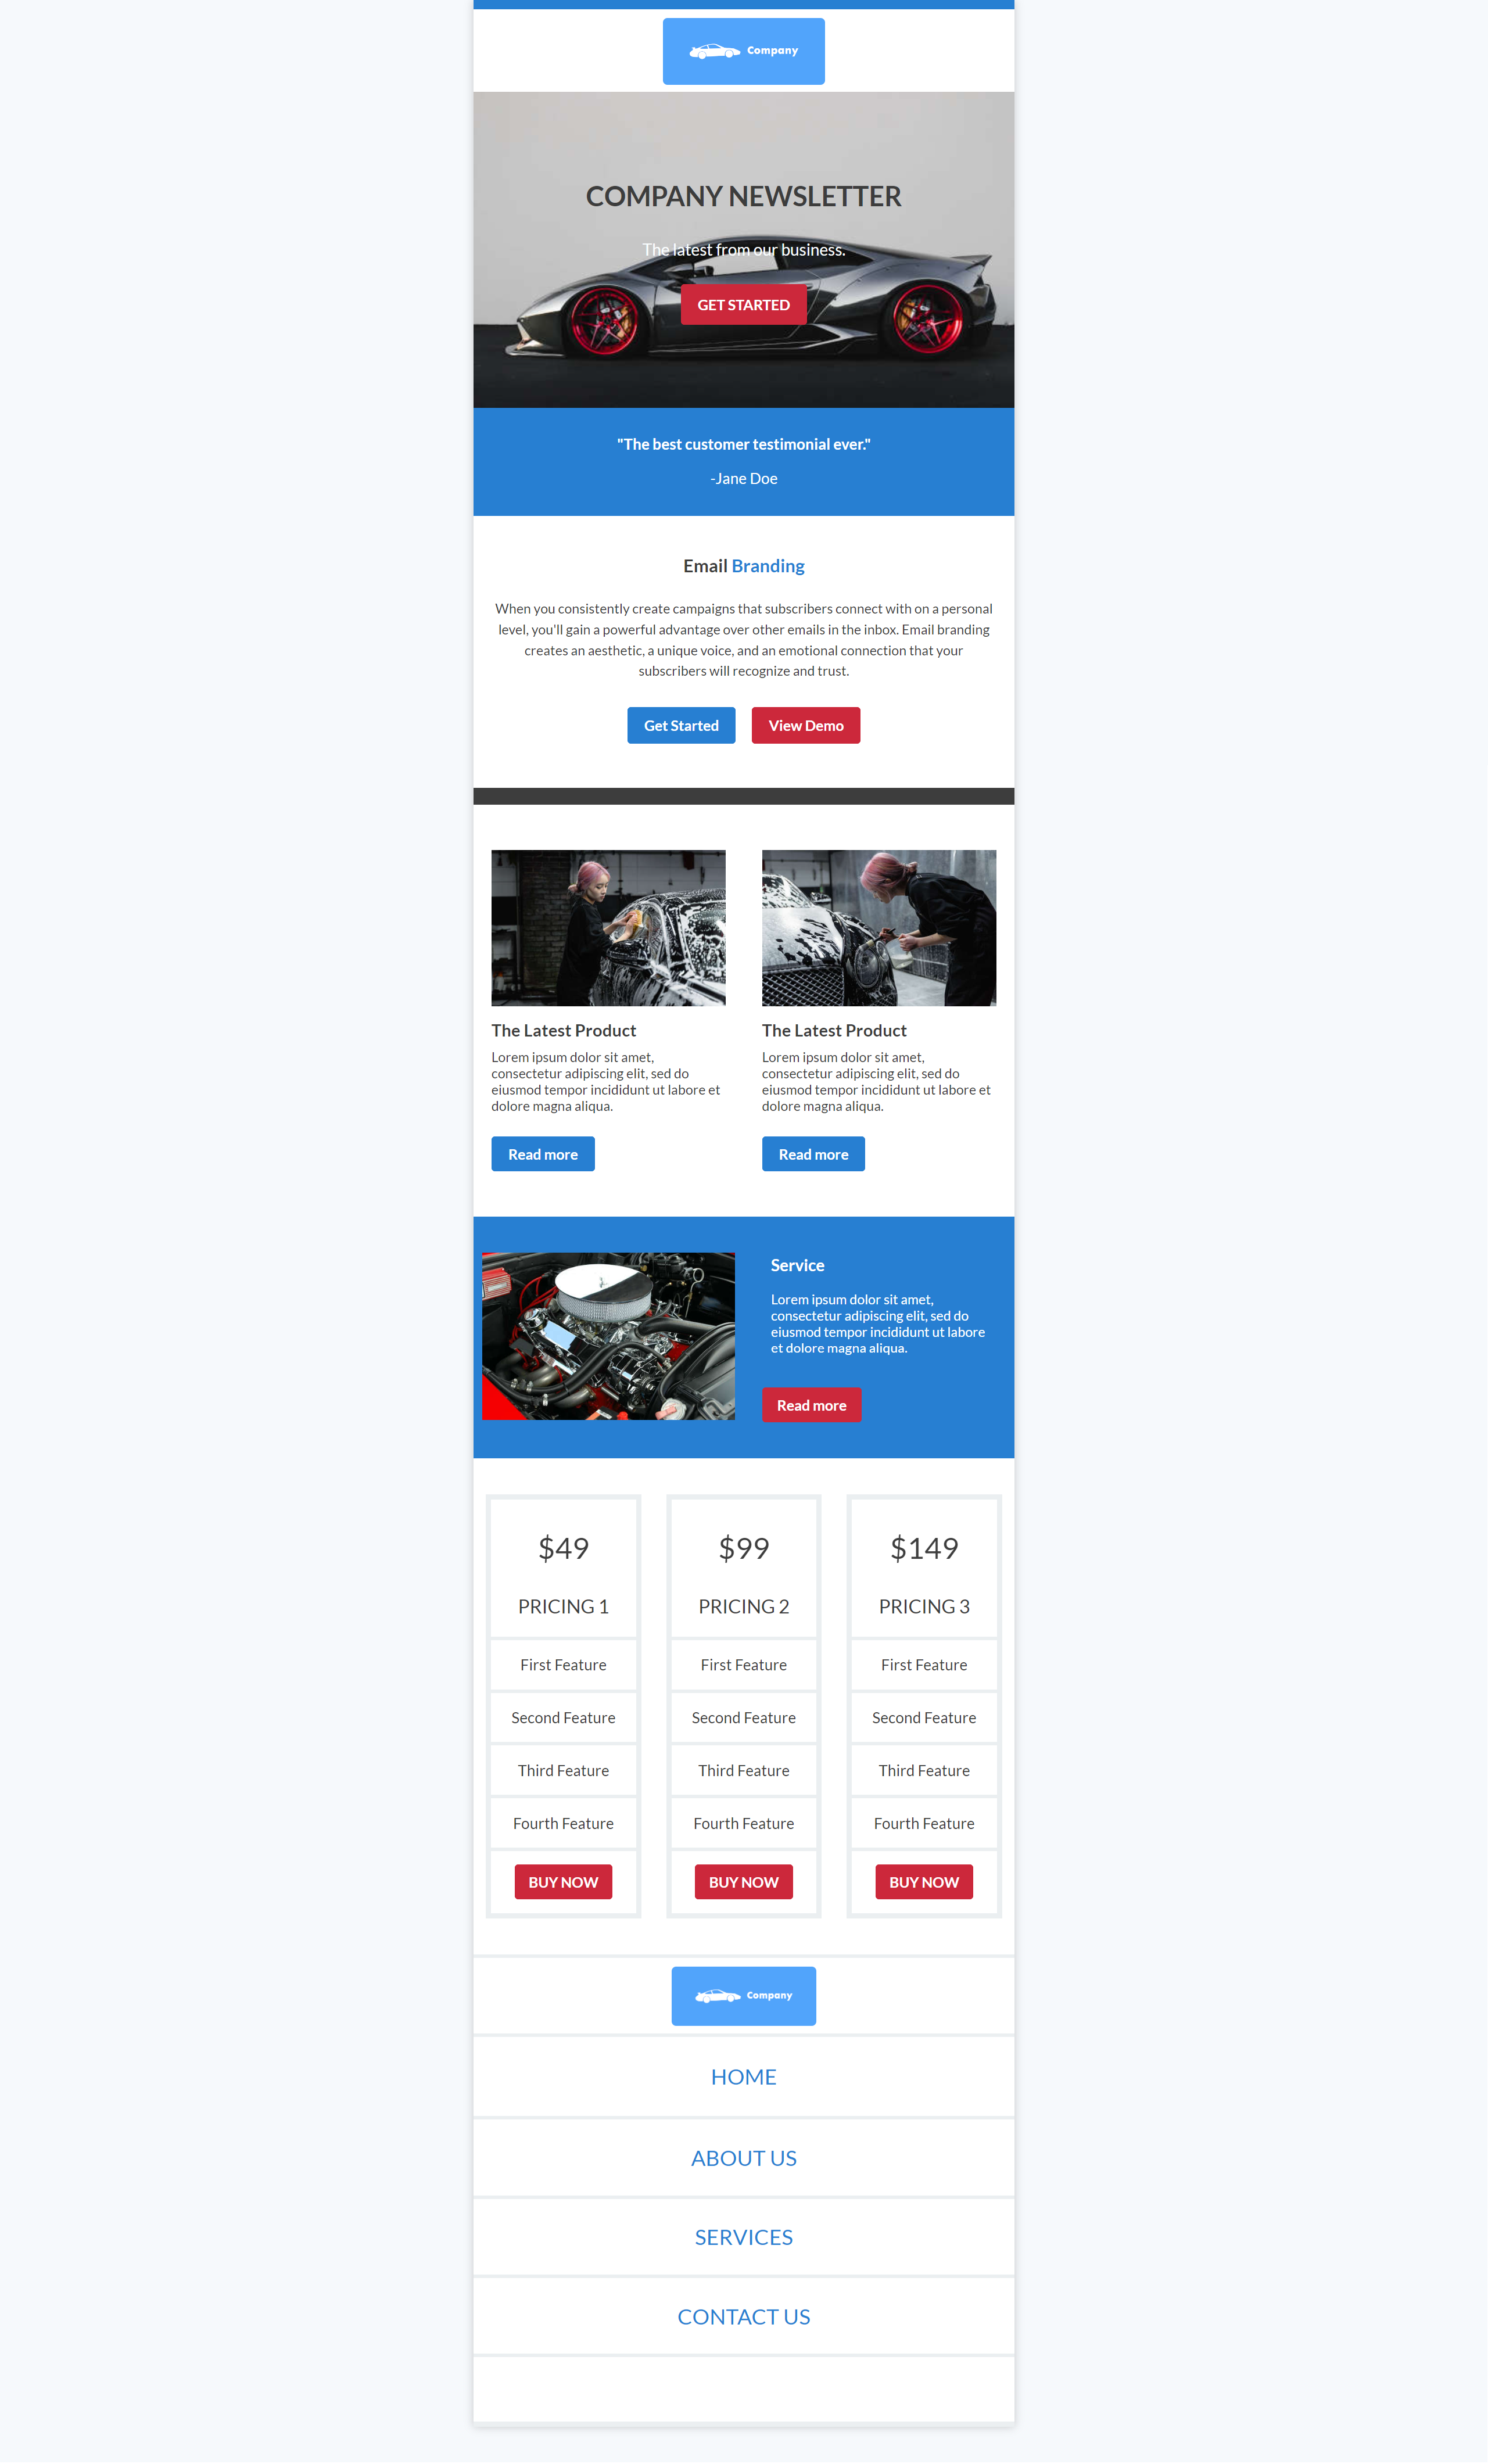 Company
COMPANY NEWSLETTER
The latest from our business.
GET STARTED
"The best customer testimonial ever."
-Jane Doe
Email Branding
When you consistently create campaigns that subscribers connect with on a personal
level, you'll gain a powerful advantage over other emails in the inbox. Email branding
creates an aesthetic, a unique voice, and an emotional connection that your
subscribers will recognize and trust.
Get Started
View Demo
The Latest Product
Lorem ipsum dolor sit amet,
consectetur adipiscing elit, sed do
eiusmod tempor incididunt ut labore et
dolore magna aliqua.
Read more
The Latest Product
Lorem ipsum dolor sit amet,
consectetur adipiscing elit, sed do
eiusmod tempor incididunt ut labore et
dolore magna aliqua.
Read more
Service
Lorem ipsum dolor sit amet,
consectetur adipiscing elit, sed do
eiusmod tempor incididunt ut labore
et dolore magna aliqua.
Read more
$49
PRICING 1
First Feature
Second Feature
Third Feature
Fourth Feature
BUY NOW
$99
PRICING 2
First Feature
Second Feature
Third Feature
Fourth Feature
BUY NOW
$149
PRICING 3
First Feature
Second Feature
Third Feature
Fourth Feature
BUY NOW
Company
HOME
ABOUT US
SERVICES
CONTACT US